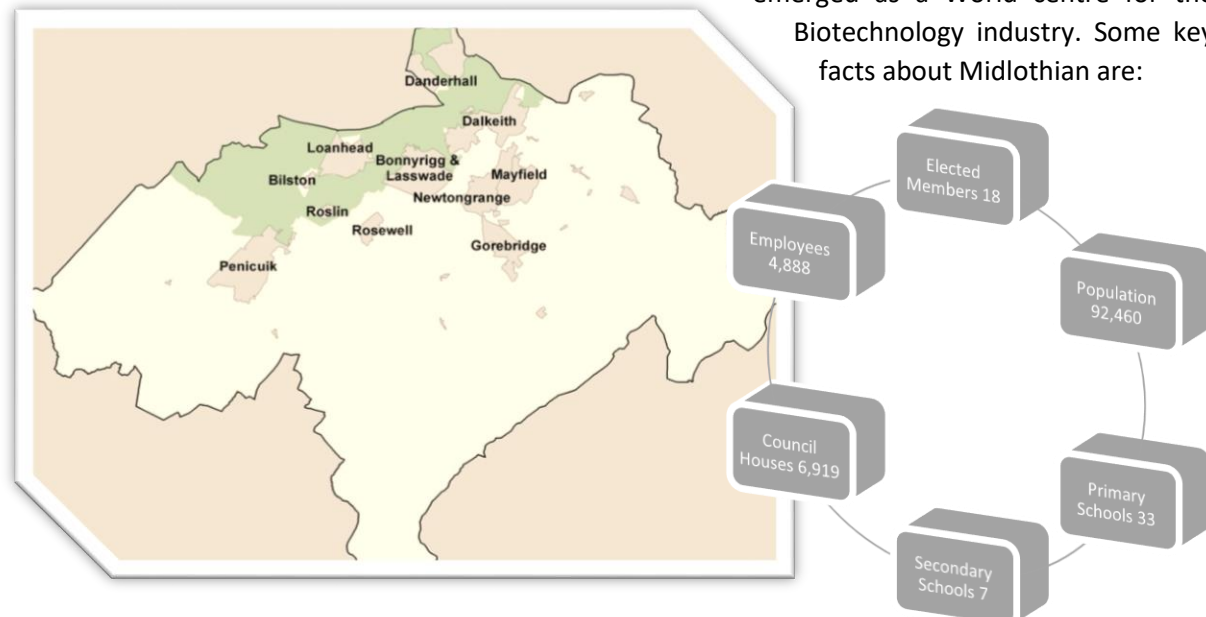 emerged as a World centre for the
Biotechnology industry. Some key
facts about Midlothian are:
Danderhall
Dalkeith
Loanhead
Bonnyrigg &
Lasswade
Mayfield
Bilston
Newtongrange
Roslin
Rosewell
Gorebridge
Penicuik
Elected
Members 18
Population
92,460
Primary
Schools 33
Secondary
Schools 7
Council
Houses 6,919
Employees
4,888